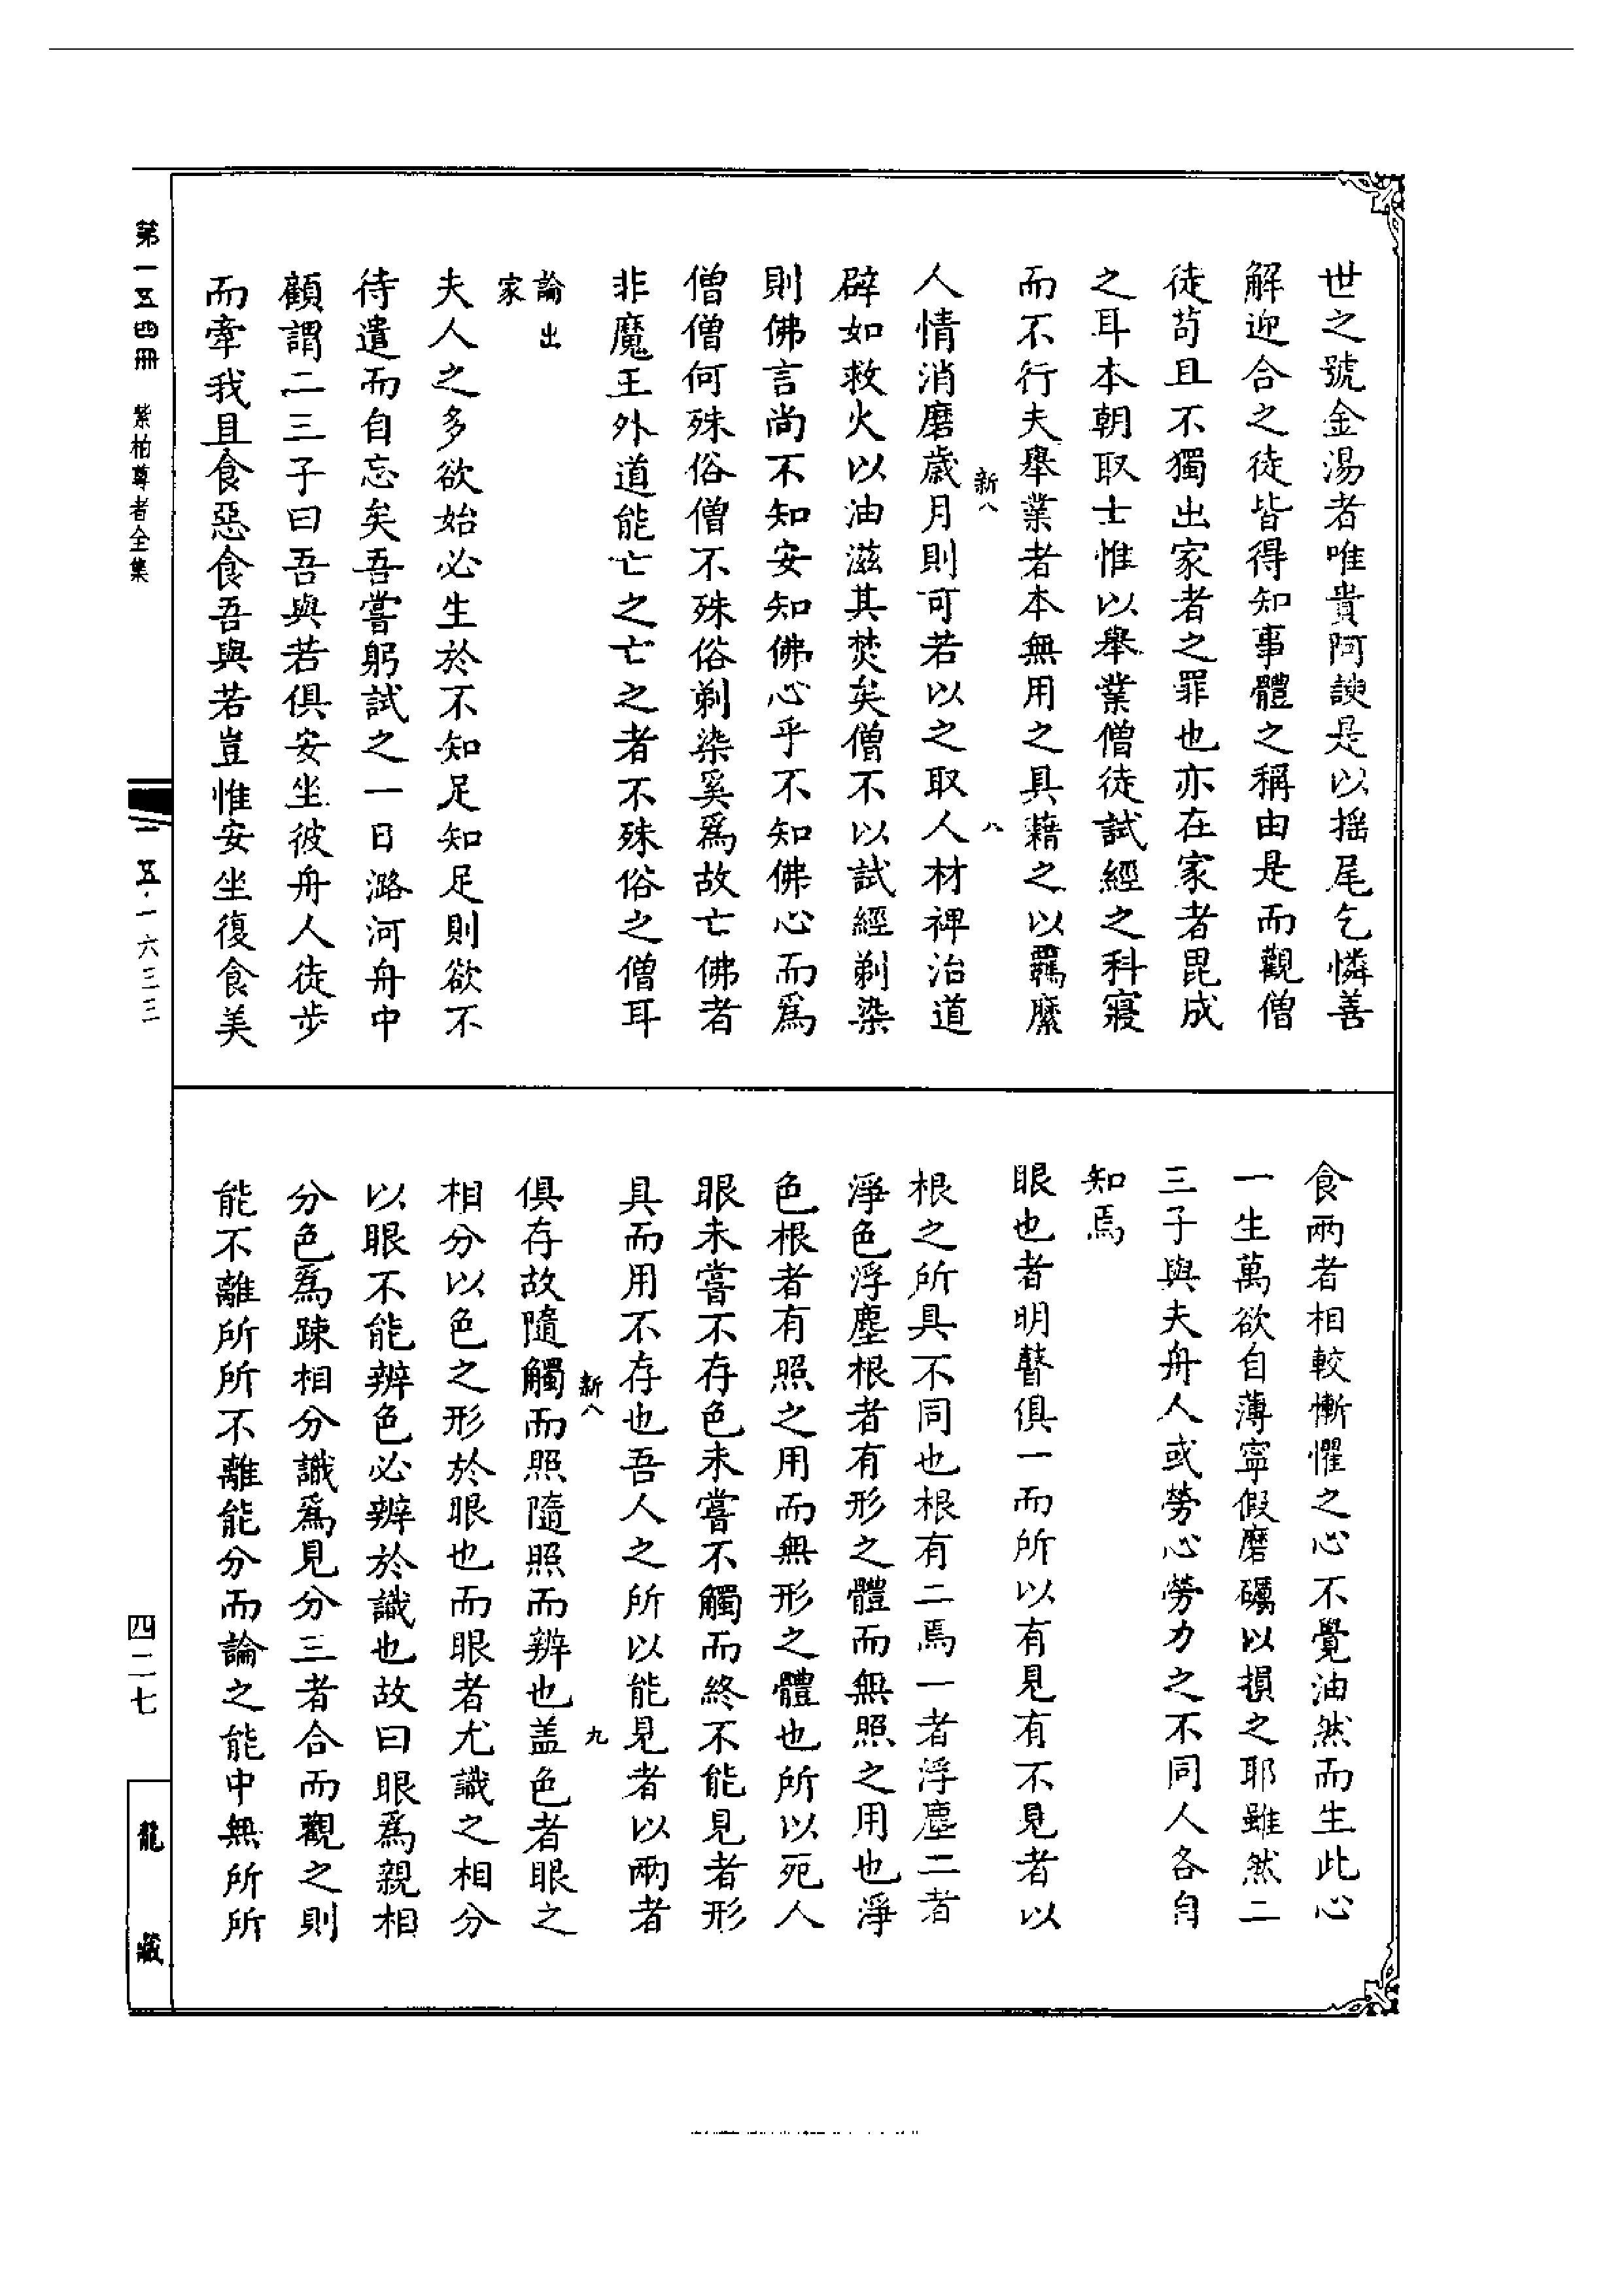 世之號金湯者唯貴阿諛是以搖尾乞憐善
解迎合之徒皆得知事體之稱由是而觀僧
徒苟且不獨出家者之罪也亦在家者毘成
之耳本朝取士惟以舉業僧徒試經之科寢
而不行夫舉業者本無用之具藉之以羈縻
新八 八
人情消磨歲月則可若以之取人材裨治道
辟如救火以油滋其焚矣僧不以試經剃染
則佛言尚不知安知佛心乎不知佛心而爲
僧僧何殊俗僧不殊俗剃染奚爲故亡佛者
非魔王外道能亡之亡之者不殊俗之僧耳
論出
家
夫人之多欲始必生於不知足知足則欲不
待遣而自忘矣吾嘗躬試之一日潞河舟中
顧謂二三子曰吾與若俱安坐彼舟人徒步
而牽我且食惡食吾與若豈惟安坐復食美
食兩者相較慚懼之心不覺油然而生此心
一生萬欲自薄寧假磨礪以損之耶雖然二
三子與夫舟人或勞心勞力之不同人各自
知焉
眼也者明瞽俱一而所以有見有不見者以
根之所具不同也根有二焉一者浮塵二者
淨色浮塵根者有形之體而無照之用也淨
色根者有照之用而無形之體也所以死人
眼未嘗不存色未嘗不觸而終不能見者形
具而用不存也吾人之所以能見者以兩者
新八 九
俱存故隨觸而照隨照而辨也盖色者眼之
相分以色之形於眼也而眼者尤識之相分
以眼不能辨色必辨於識也故曰眼爲親相
分色爲踈相分識爲見分三者合而觀之則
能不離所所不離能分而論之能中無所所
第一五四冊 紫柏尊者全集
一五·一六三三
四二七
龍藏